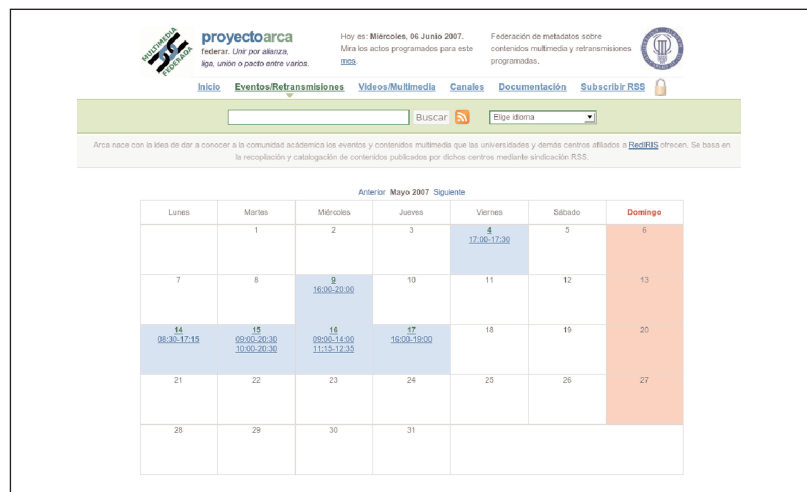 MULTIMEDIA
FEDERADA
proyectoarca
federar. Unir por alianza,
liga, unión o pacto entre varios.
Hoy es: Miércoles, 06 Junio 2007.
Mira los actos programados para este
mes.
Federación de metadatos sobre
contenidos multimedia y retransmisiones
programadas.
Inicio Eventos/Retransmisiones Videos/Multimedia Canales Documentación Subscribir RSS
Buscar Elige idioma
Arca nace con la idea de dar a conocer a la comunidad académica los eventos y contenidos multimedia que las universidades y demás centros afiliados a RedIRIS ofrecen. Se basa en
la recopilación y catalogación de contenidos publicados por dichos centros mediante sindicación RSS.
Anterior Mayo 2007 Siguiente
Lunes Martes Miércoles Jueves Viernes Sábado Domingo
1 2 3 4 5 6
17:00-17:30
7 8 9 10 11 12 13
16:00-20:00
14 15 16 17 18 19 20
08:30-17:15 09:00-20:30 09:00-14:00 16:00-19:00
10:00-20:30 11:15-12:35
21 22 23 24 25 26 27
28 29 30 31